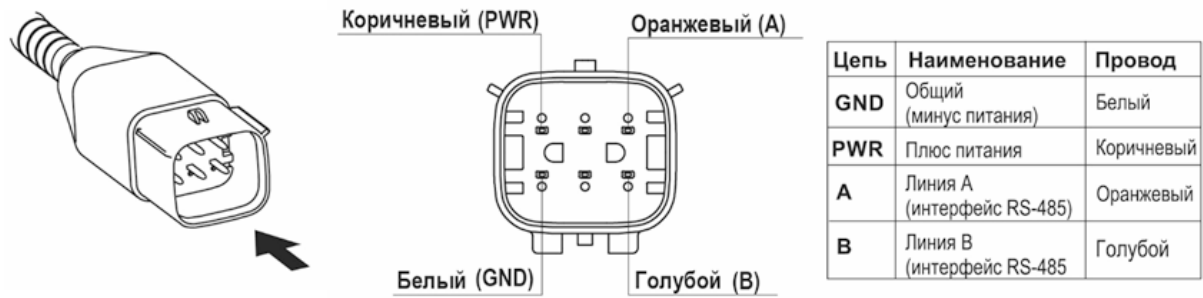 Коричневый (PWR)
Оранжевый (A)
Белый (GND)
Голубой (B)
Цепь Наименование Провод
GND Общий (минус питания) Белый
PWR Плюс питания Коричневый
A Линия A (интерфейс RS-485) Оранжевый
B Линия B (интерфейс RS-485 Голубой